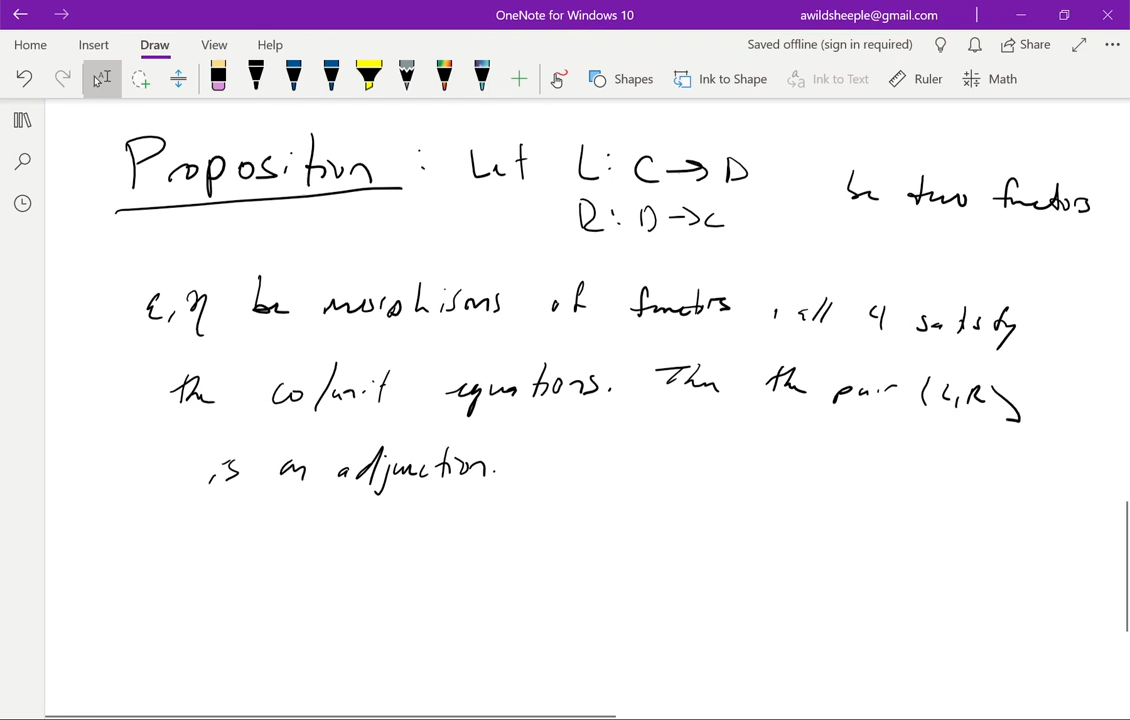 OneNote for Windows 10
awildsheeple@gmail.com
Home Insert Draw View Help
Saved offline (sign in required)
Share
Shapes
Ink to Shape
Ink to Text
Ruler
Math
Proposition : Let L: C → D be two functors
R: D → C
ε, η be morphisms of functors, all 4 satisfy
the co/unit equations. Then the pair (L,R)
is an adjunction.